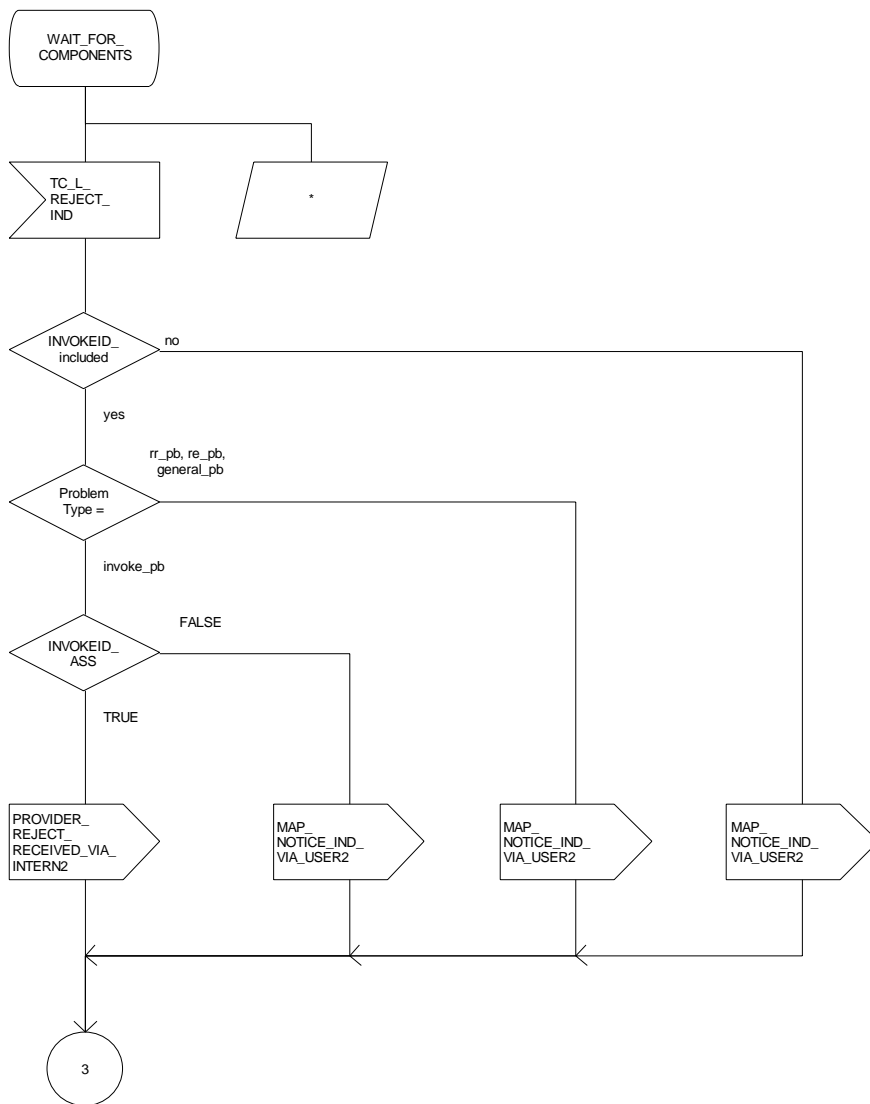 WAIT_FOR_
COMPONENTS
TC_L_
REJECT_
IND
*
INVOKEID_
included
no
yes
rr_pb, re_pb,
general_pb
Problem
Type =
invoke_pb
FALSE
INVOKEID_
ASS
TRUE
PROVIDER_
REJECT_
RECEIVED_VIA_
INTERN2
MAP_
NOTICE_IND_
VIA_USER2
MAP_
NOTICE_IND_
VIA_USER2
MAP_
NOTICE_IND_
VIA_USER2
3